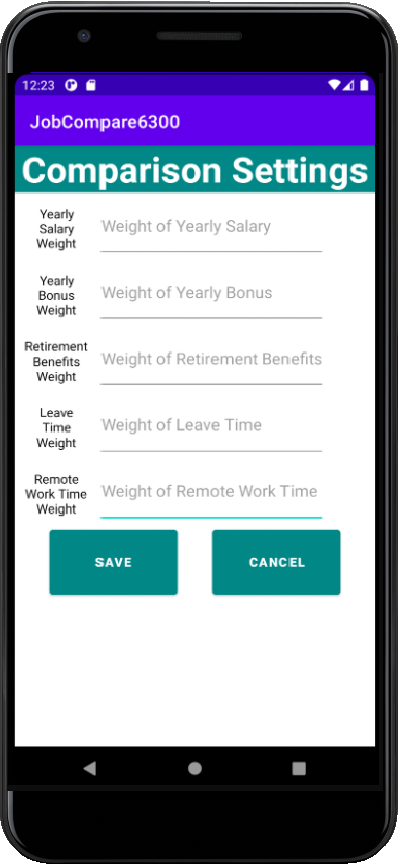 12:23
JobCompare6300
Comparison Settings
Yearly
Salary
Weight
Weight of Yearly Salary
Yearly
Bonus
Weight
Weight of Yearly Bonus
Retirement
Benefits
Weight
Weight of Retirement Benefits
Leave
Time
Weight
Weight of Leave Time
Remote
Work Time
Weight
Weight of Remote Work Time
SAVE
CANCEL